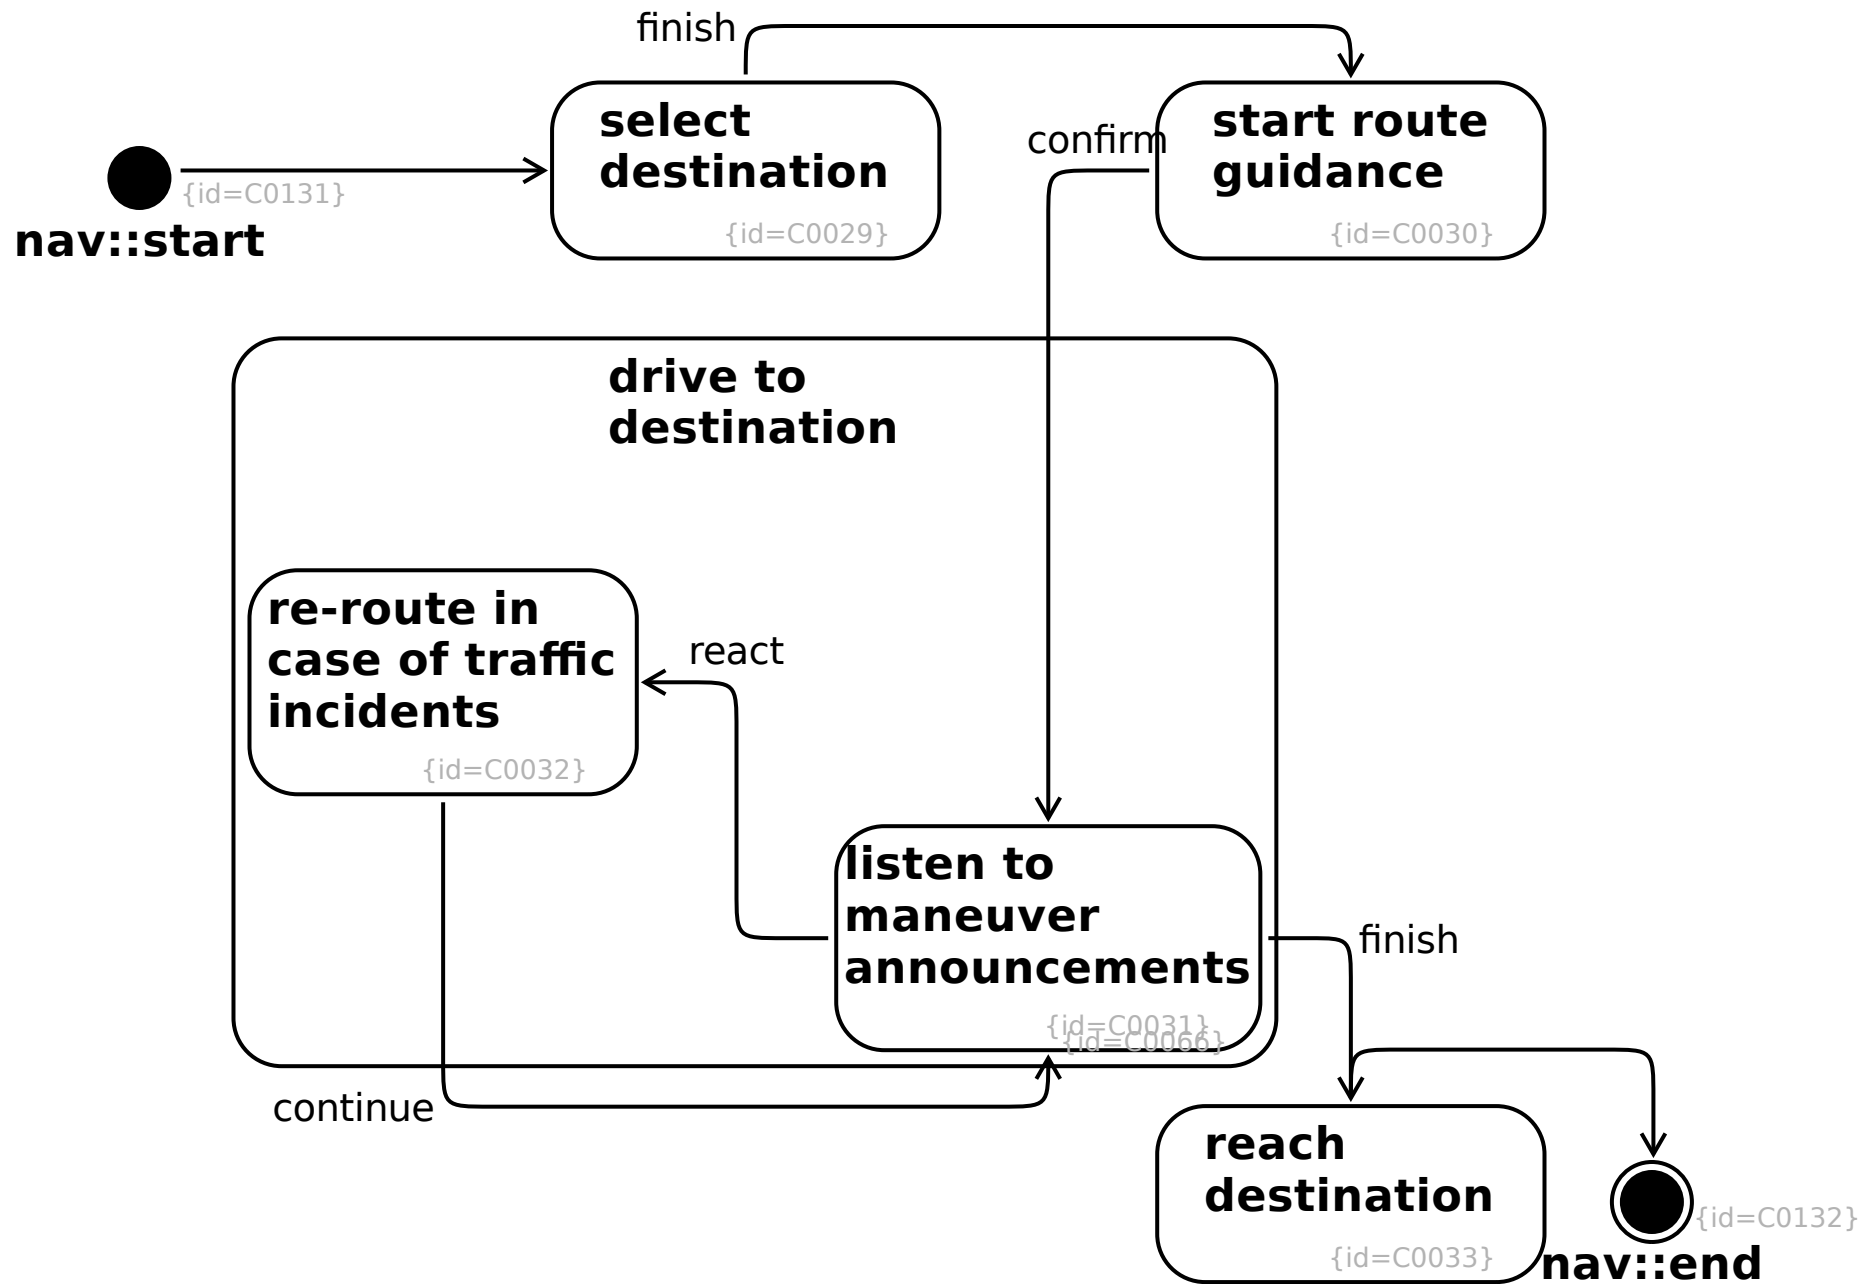 finish
select
destination
{id=C0029}
confirm
start route
guidance
{id=C0030}
{id=C0131}
nav::start
drive to
destination
re-route in
case of traffic
incidents
{id=C0032}
react
listen to
maneuver
announcements
{id=C0031}
{id=C0066}
finish
continue
reach
destination
{id=C0033}
{id=C0132}
nav::end